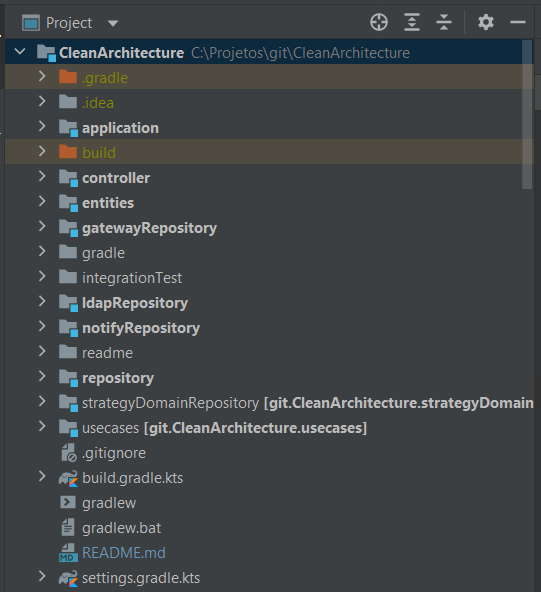 Project
CleanArchitecture C:\Projetos\git\CleanArchitecture
.gradle
.idea
application
build
controller
entities
gatewayRepository
gradle
integrationTest
ldapRepository
notifyRepository
readme
repository
strategyDomainRepository [git.CleanArchitecture.strategyDomain
usecases [git.CleanArchitecture.usecases]
.gitignore
build.gradle.kts
gradlew
gradlew.bat
MD README.md
settings.gradle.kts